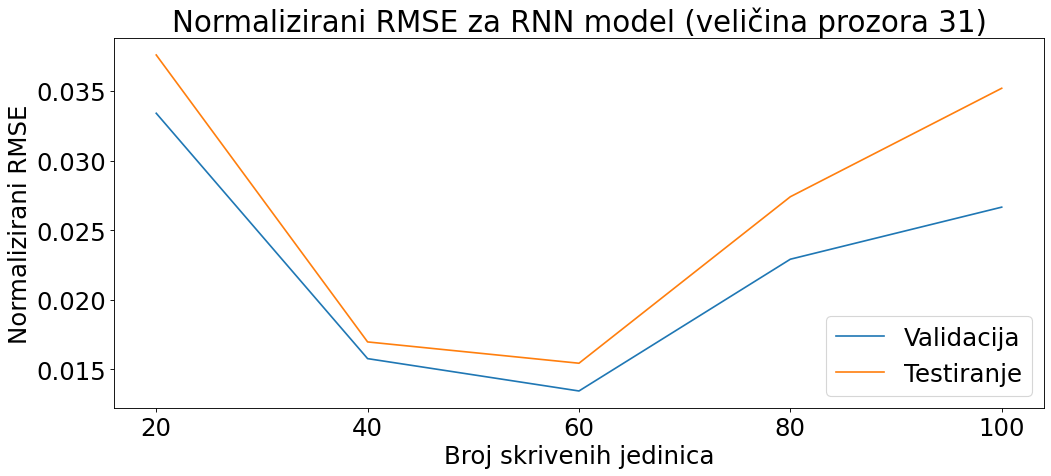 Normalizirani RMSE za RNN model (veličina prozora 31)
Normalizirani RMSE
0.035
0.030
0.025
0.020
0.015
20 40 60 80 100
Broj skrivenih jedinica
Validacija
Testiranje